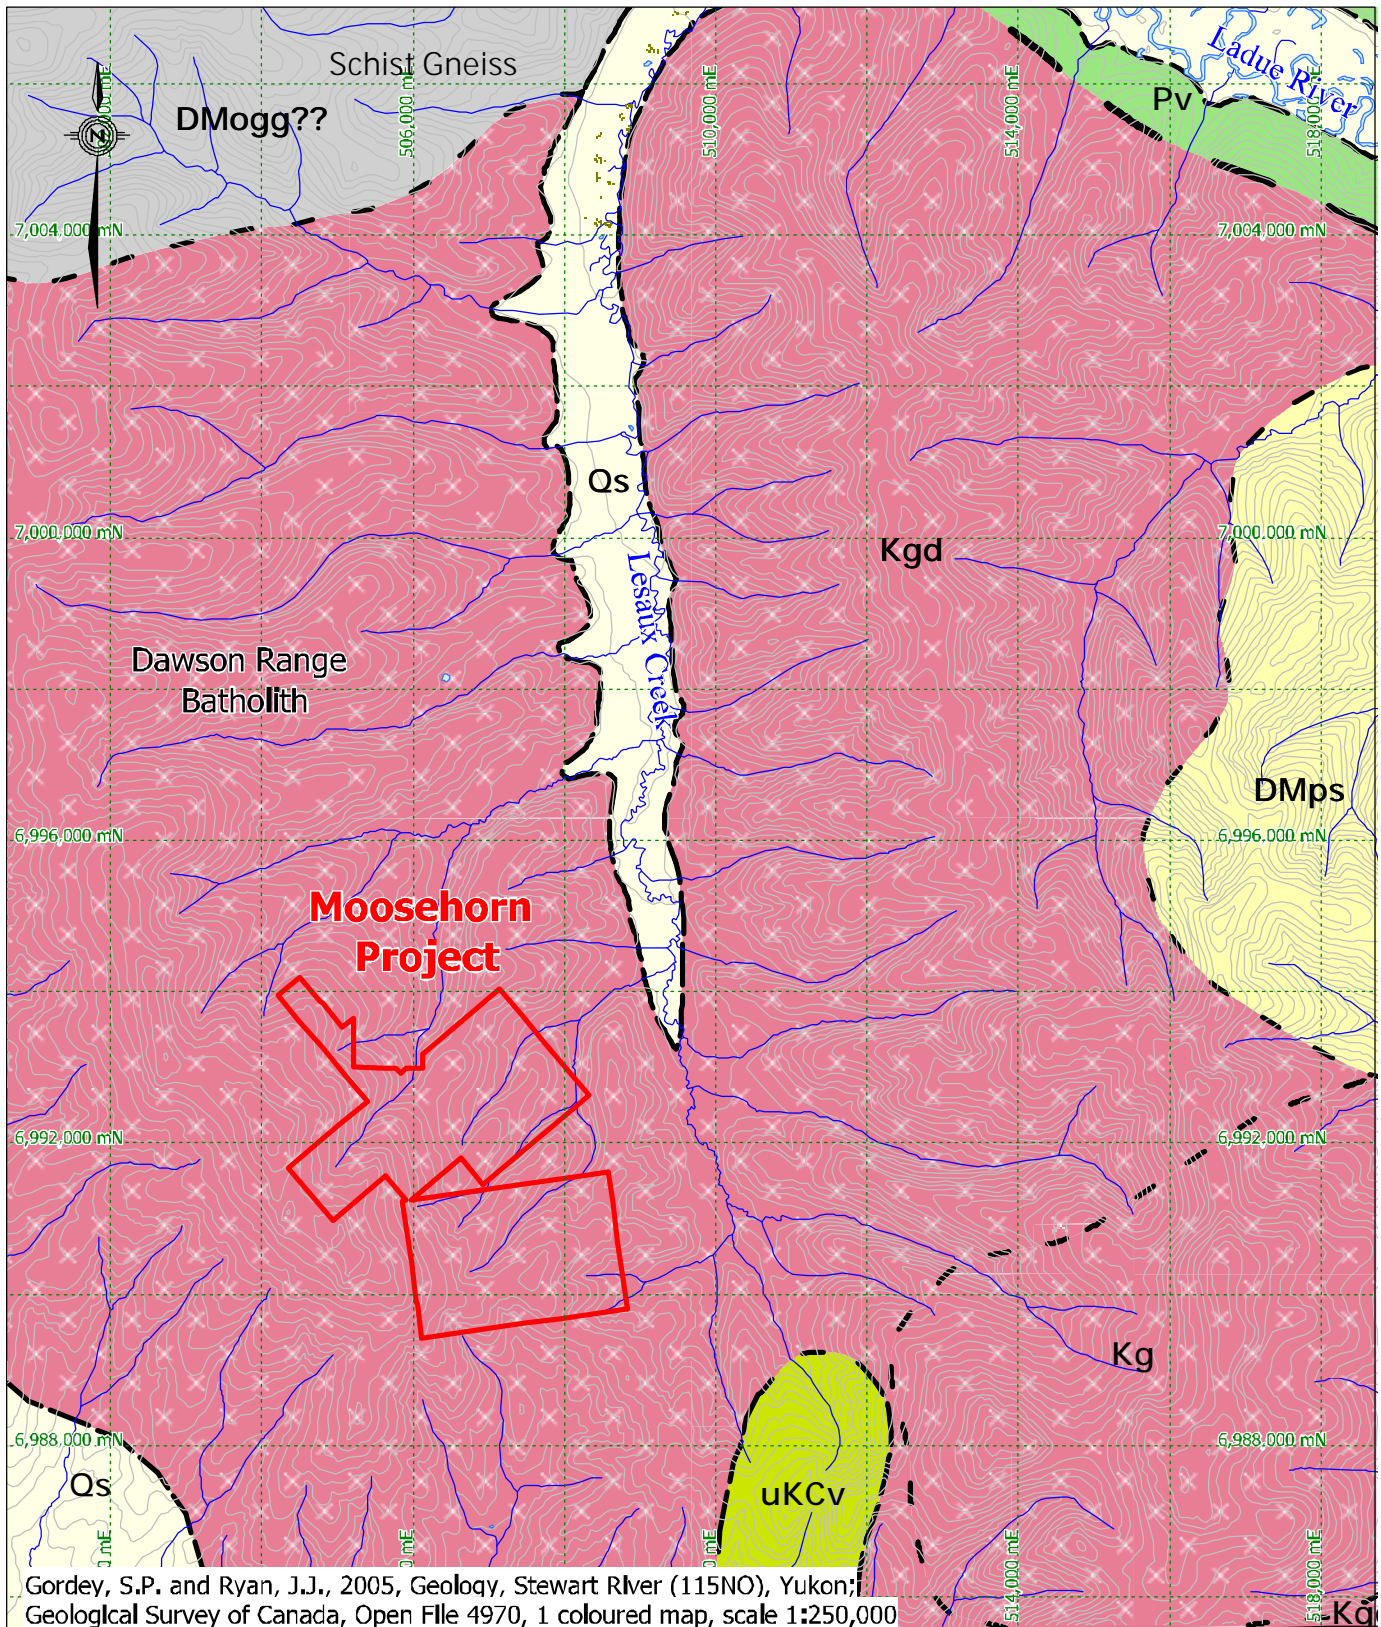 Schist Gneiss
DMogg??
N
506,000 mE
510,000 mE
514,000 mE
Ladue River
Pv
7,004,000 mN
7,004,000 mN
Qs
7,000,000 mN
7,000,000 mN
Kgd
Lesaux Creek
Dawson Range
Batholith
DMps
6,996,000 mN
6,996,000 mN
Moosehorn
Project
6,992,000 mN
6,992,000 mN
Kg
6,988,000 mN
6,988,000 mN
Qs
uKCv
514,000 mE
518,000 mE
Gordey, S.P. and Ryan, J.J., 2005, Geology, Stewart River (115NO), Yukon;
Geological Survey of Canada, Open File 4970, 1 coloured map, scale 1:250,000